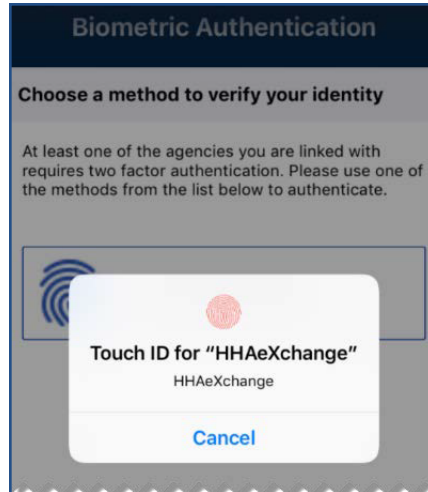 Biometric Authentication
Choose a method to verify your identity
At least one of the agencies you are linked with
requires two factor authentication. Please use one of
the methods from the list below to authenticate.
Touch ID for “HHAeXchange”
HHAeXchange
Cancel